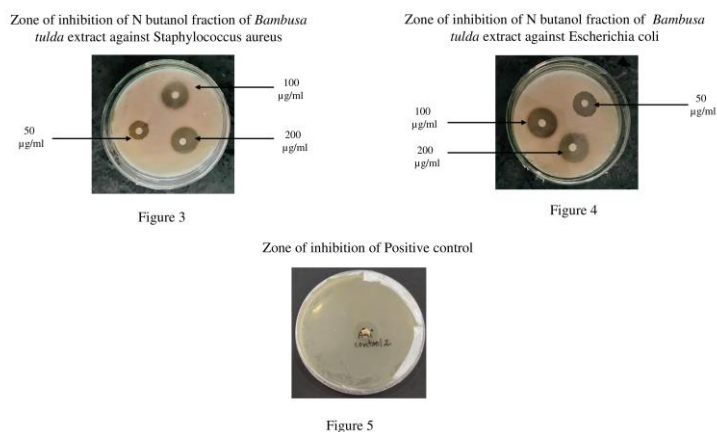 Zone of inhibition of N butanol fraction of Bambusa
tulda extract against Staphylococcus aureus
100
µg/ml
50
µg/ml
200
µg/ml
Figure 3
Zone of inhibition of N butanol fraction of Bambusa
tulda extract against Escherichia coli
50
µg/ml
100
µg/ml
200
µg/ml
Figure 4
Zone of inhibition of Positive control
control 2
Figure 5